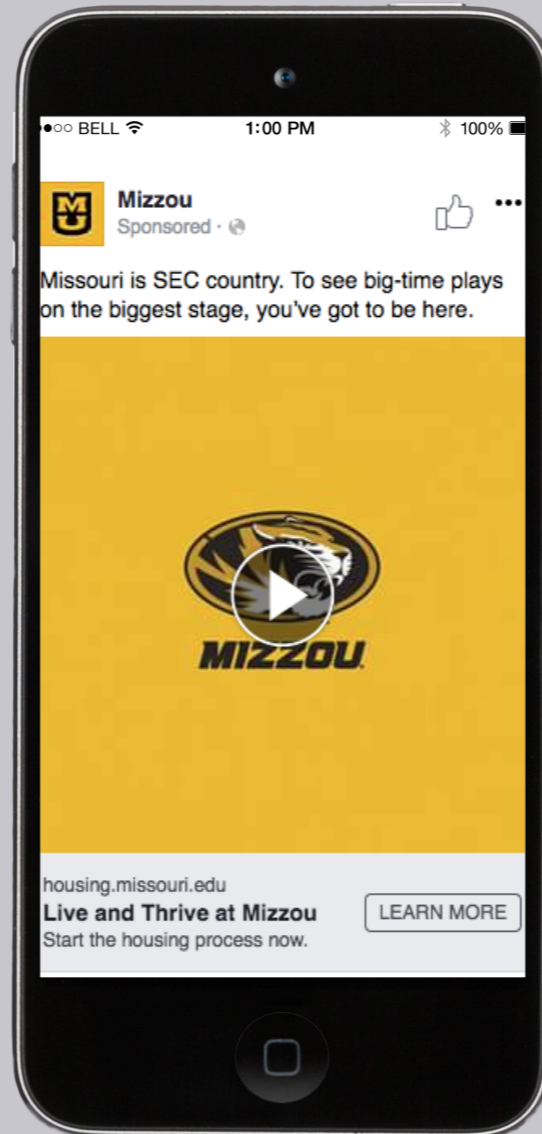 BELL 1:00 PM 100%
MU
Mizzou
Sponsored ·
Missouri is SEC country. To see big-time plays
on the biggest stage, you've got to be here.
MIZZOU
housing.missouri.edu
Live and Thrive at Mizzou
LEARN MORE
Start the housing process now.